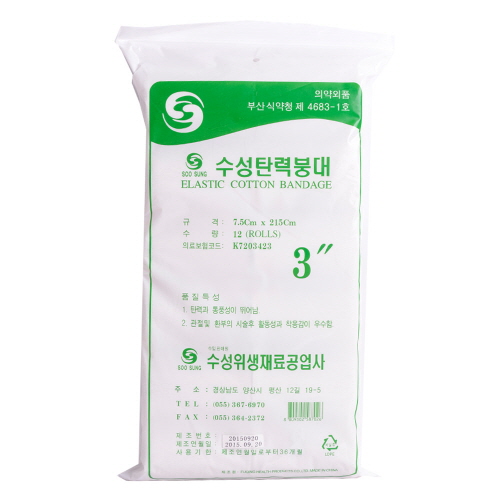 의약외품
부산식약청 제 4683-1호
SOO SUNG
수성탄력붕대
ELASTIC COTTON BANDAGE
규 격 : 7.5Cm x 215Cm
수 량 : 12 (ROLLS)
의료보험코드: K7203423
3″
품질특성
1. 탄력과 통풍성이 뛰어남
2. 관절및 환부의 시술후 활동성과 착용감이 우수함
SOO SUNG
수성위생재료공업사
주 소 : 경상남도 양산시 평산 12길 19-5
TEL : (055) 367-6970
FAX : (055) 364-2372
제조번호: 20150920
제조연월일: 2015.09.20
사용기한: 제조연월일로부터36개월
LDPE